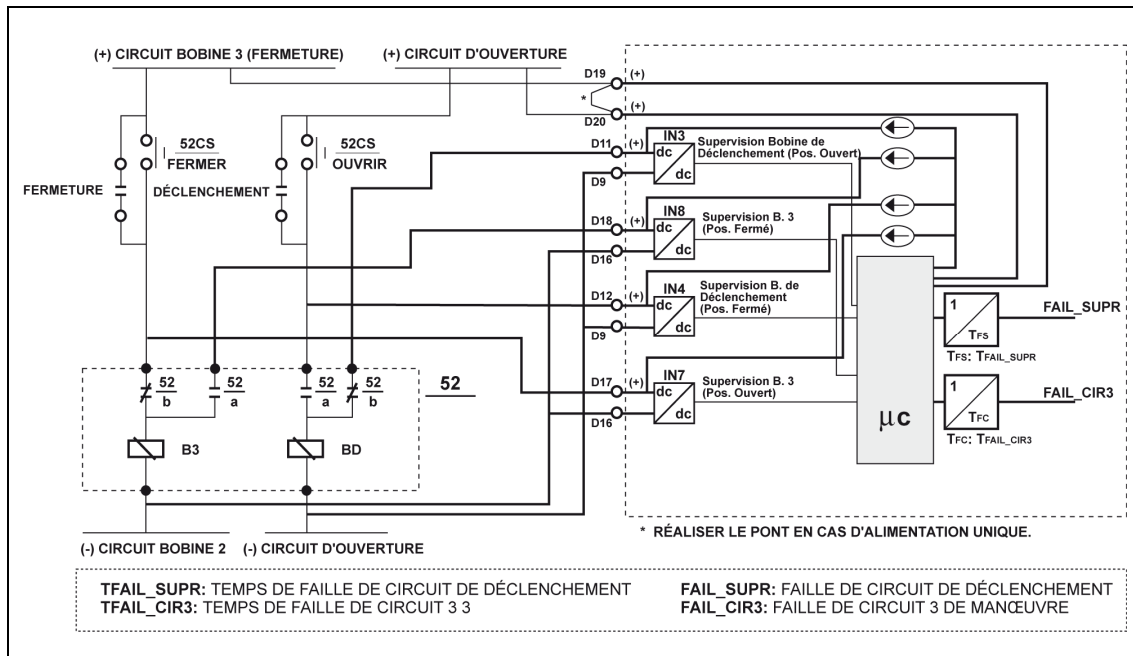 (+) CIRCUIT BOBINE 3 (FERMETURE)
(+) CIRCUIT D'OUVERTURE
D19 (+)
*
D20 (+)
52CS
FERMER
52CS
OUVRIR
FERMETURE
DÉCLENCHEMENT
D11 (+)
IN3
dc
dc
Supervision Bobine de
Déclenchement (Pos. Ouvert)
D9
D18 (+)
IN8
dc
dc
Supervision B. 3
(Pos. Fermé)
D16
D12 (+)
IN4
dc
dc
Supervision B. de
Déclenchement
(Pos. Fermé)
D9
D17 (+)
IN7
dc
dc
Supervision B. 3
(Pos. Ouvert)
D16
µc
1
TFS
FAIL_SUPR
TFS: TFAIL_SUPR
1
TFC
FAIL_CIR3
TFC: TFAIL_CIR3
52
b
52
a
52
a
52
b
52
B3
BD
(-) CIRCUIT BOBINE 2
(-) CIRCUIT D'OUVERTURE
* RÉALISER LE PONT EN CAS D'ALIMENTATION UNIQUE.
TFAIL_SUPR: TEMPS DE FAILLE DE CIRCUIT DE DÉCLENCHEMENT
TFAIL_CIR3: TEMPS DE FAILLE DE CIRCUIT 3 3
FAIL_SUPR: FAILLE DE CIRCUIT DE DÉCLENCHEMENT
FAIL_CIR3: FAILLE DE CIRCUIT 3 DE MANŒUVRE